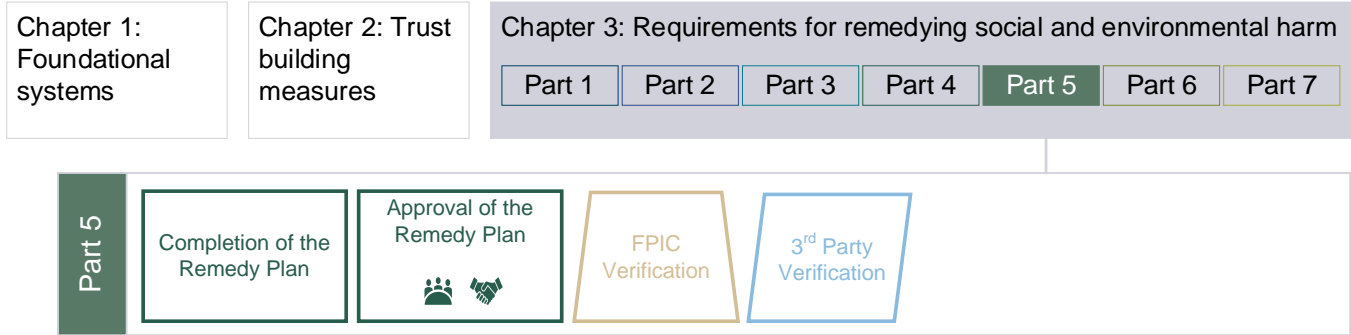 Chapter 1:
Foundational
systems
Chapter 2: Trust
building
measures
Chapter 3: Requirements for remedying social and environmental harm
Part 1
Part 2
Part 3
Part 4
Part 5
Part 6
Part 7
Part 5
Completion of the
Remedy Plan
Approval of the
Remedy Plan
FPIC
Verification
3rd Party
Verification